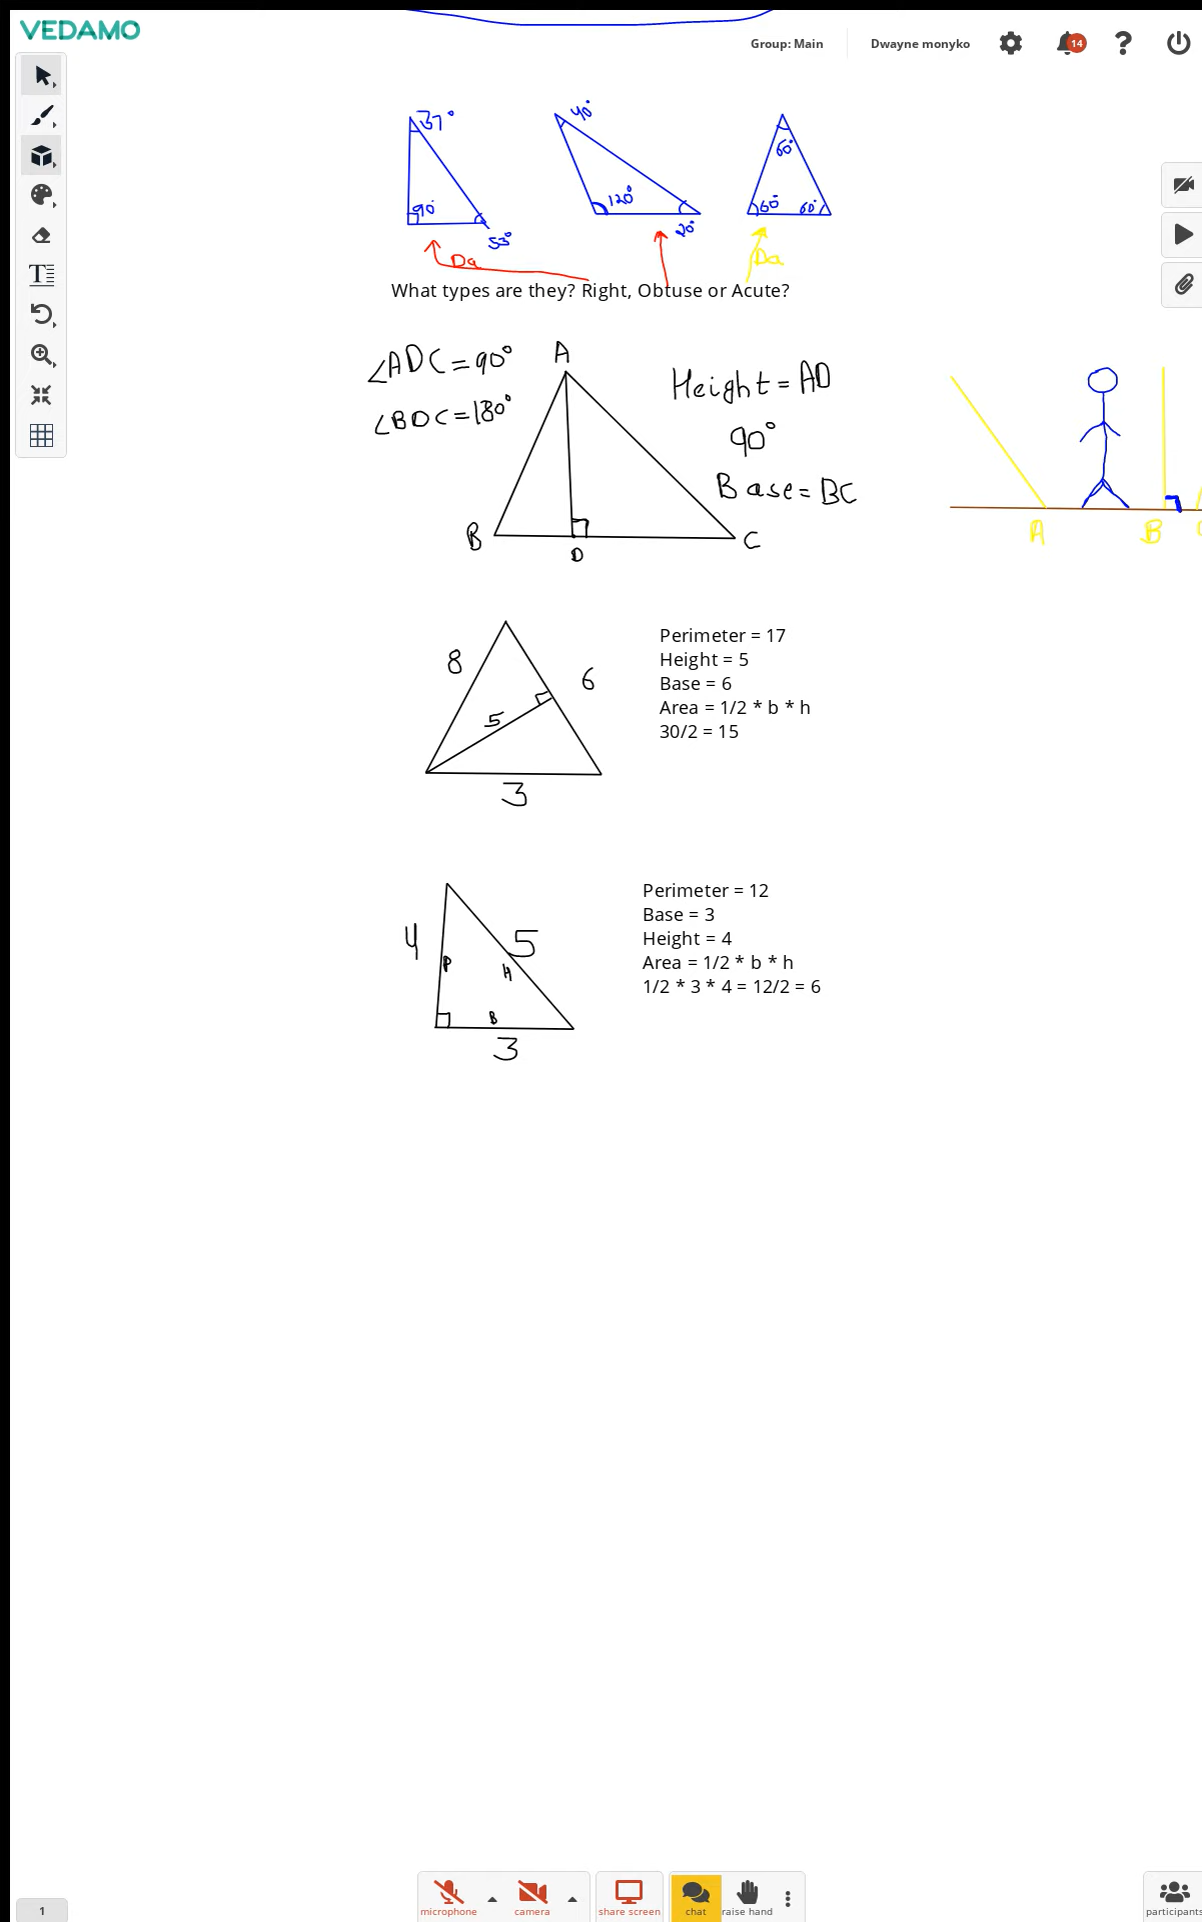 VEDAMO
Group: Main
Dwayne monyko
14
37°
90°
53°
40°
120°
20°
60°
60°
60°
Da
Da
What types are they? Right, Obtuse or Acute?
∠ADC = 90°
∠BDC = 180°
A
B
D
C
Height = AD
90°
Base = BC
A
B
8
6
5
3
Perimeter = 17
Height = 5
Base = 6
Area = 1/2 * b * h
30/2 = 15
4
5
P
H
B
3
Perimeter = 12
Base = 3
Height = 4
Area = 1/2 * b * h
1/2 * 3 * 4 = 12/2 = 6
1
microphone
camera
share screen
chat
raise hand
participants